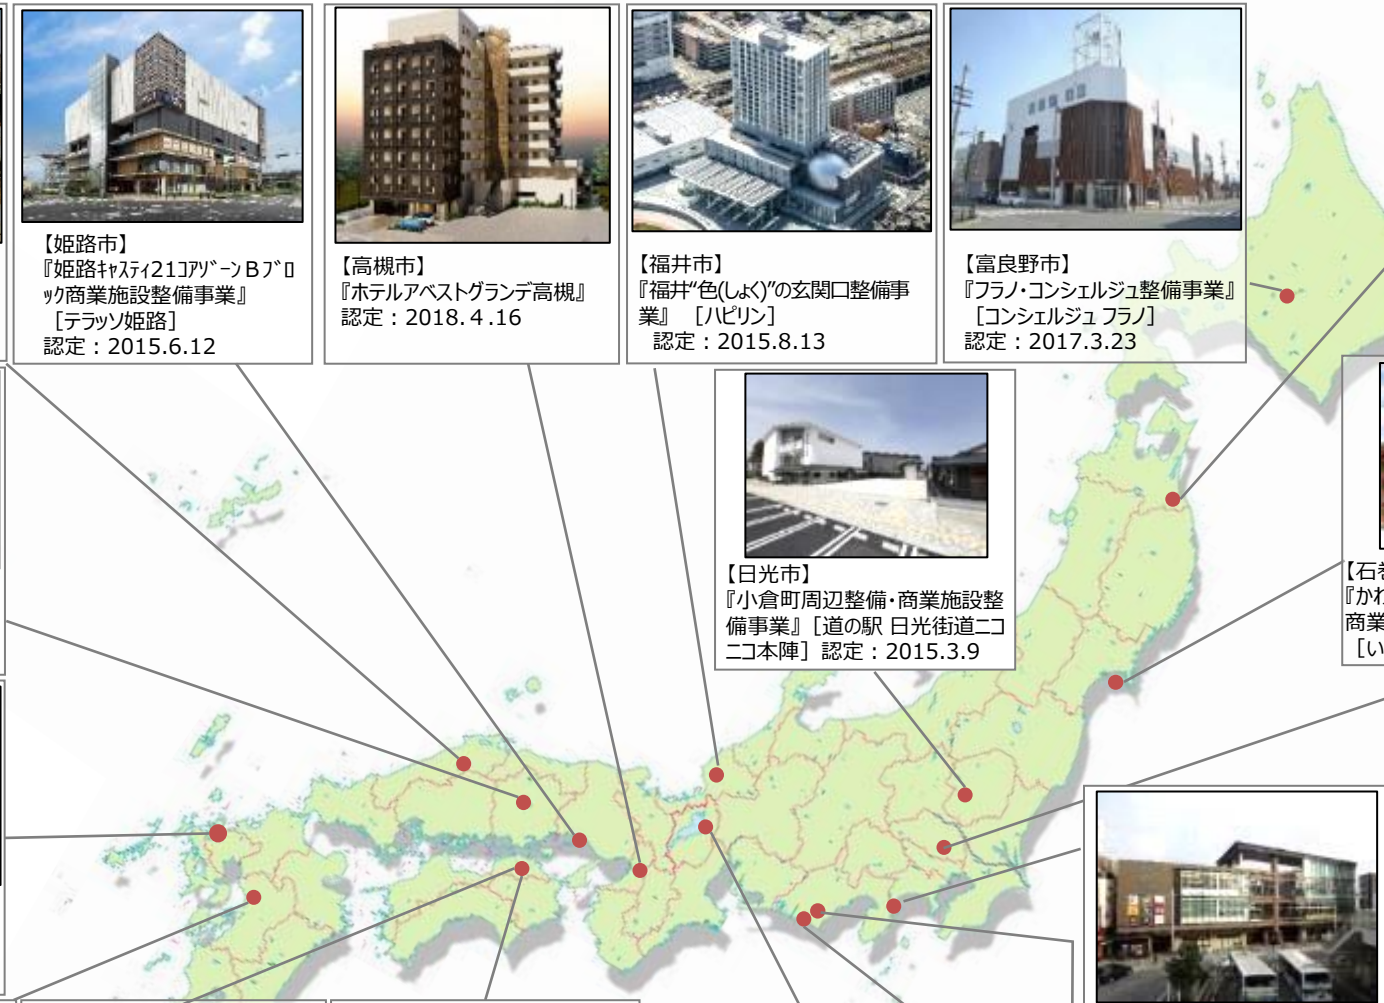 【姫路市】
『姫路ｷｬｽﾃｨ21ｺｱｿﾞｰﾝＢﾌﾞﾛ
ｯｸ商業施設整備事業』
［テラッソ姫路］
認定：2015.6.12
【高槻市】
『ホテルアベストグランデ高槻』
認定：2018.４.16
【福井市】
『福井“色(しょく)”の玄関口整備事
業』 ［ハピリン］
認定：2015.8.13
【富良野市】
『フラノ・コンシェルジュ整備事業』
［コンシェルジュ フラノ］
認定：2017.3.23
【日光市】
『小倉町周辺整備・商業施設整
備事業』［道の駅 日光街道ニコ
ニコ本陣］ 認定：2015.3.9
【石巻
『かわ
商業
［い